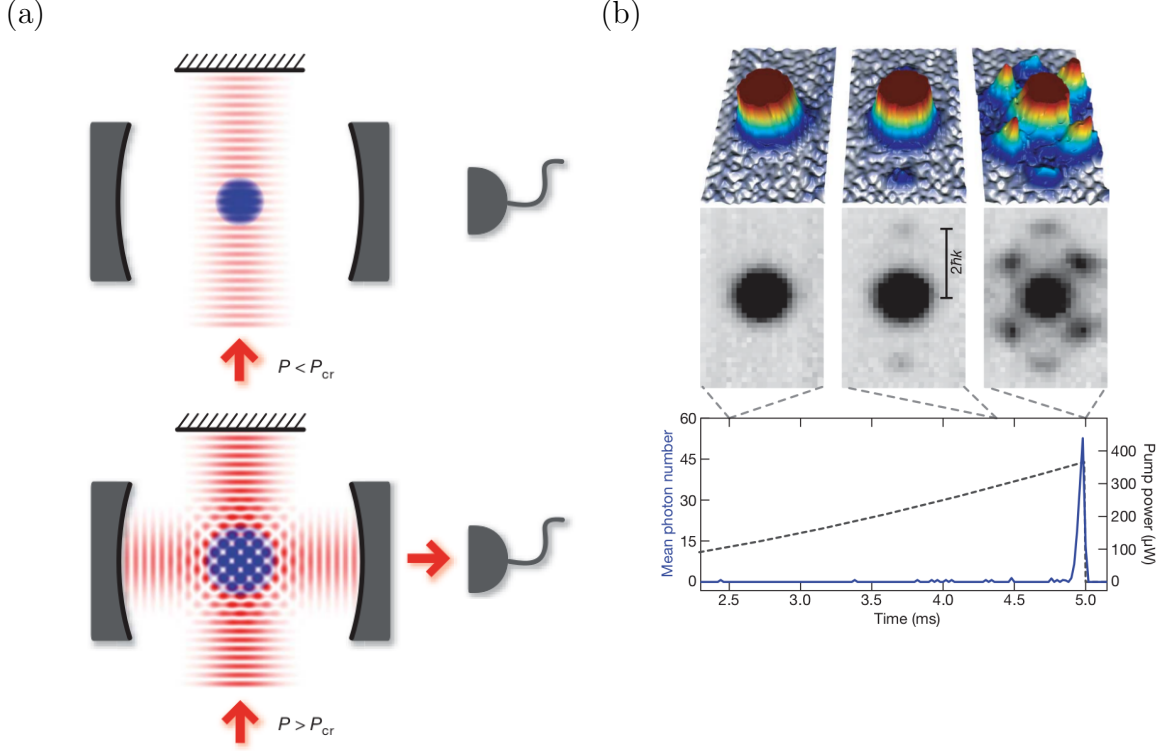 (a)
P < Pcr
P > Pcr
(b)
2ħk
60
45
30
15
0
Mean photon number
400
300
200
100
0
Pump power (μW)
2.5 3.0 3.5 4.0 4.5 5.0
Time (ms)